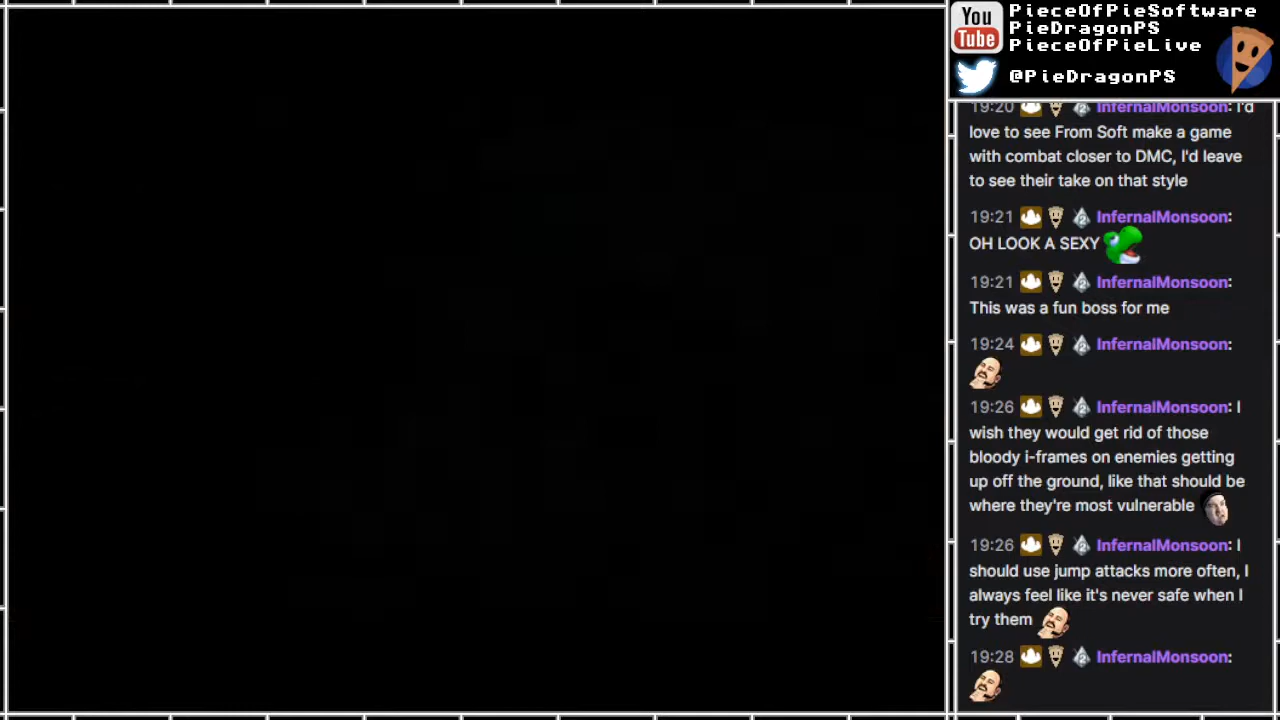 You
Tube
PieceOfPieSoftware
PieDragonPS
PieceOfPieLive
@PieDragonPS
19:20 InfernalMonsoon: I'd
love to see From Soft make a game
with combat closer to DMC, I'd leave
to see their take on that style
19:21 InfernalMonsoon:
OH LOOK A SEXY
19:21 InfernalMonsoon:
This was a fun boss for me
19:24 InfernalMonsoon:
19:26 InfernalMonsoon: I
wish they would get rid of those
bloody i-frames on enemies getting
up off the ground, like that should be
where they're most vulnerable
19:26 InfernalMonsoon: I
should use jump attacks more often, I
always feel like it's never safe when I
try them
19:28 InfernalMonsoon: